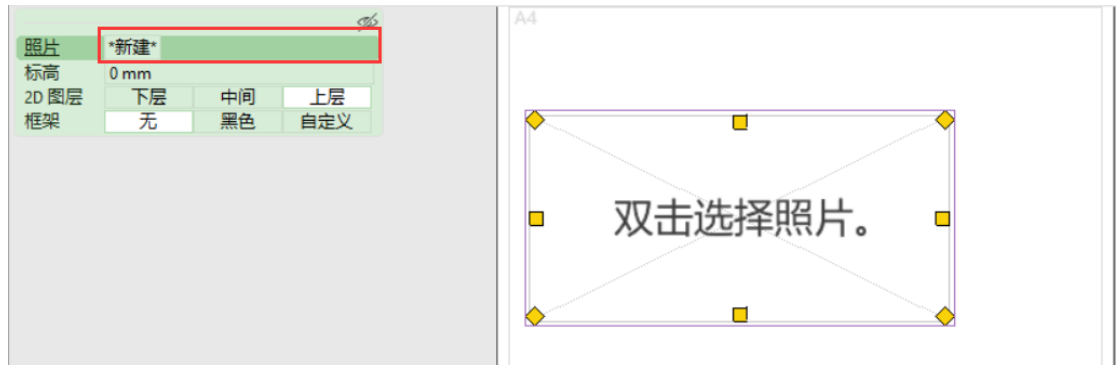 照片 *新建*
标高 0 mm
2D 图层 下层 中间 上层
框架 无 黑色 自定义
A4
双击选择照片。